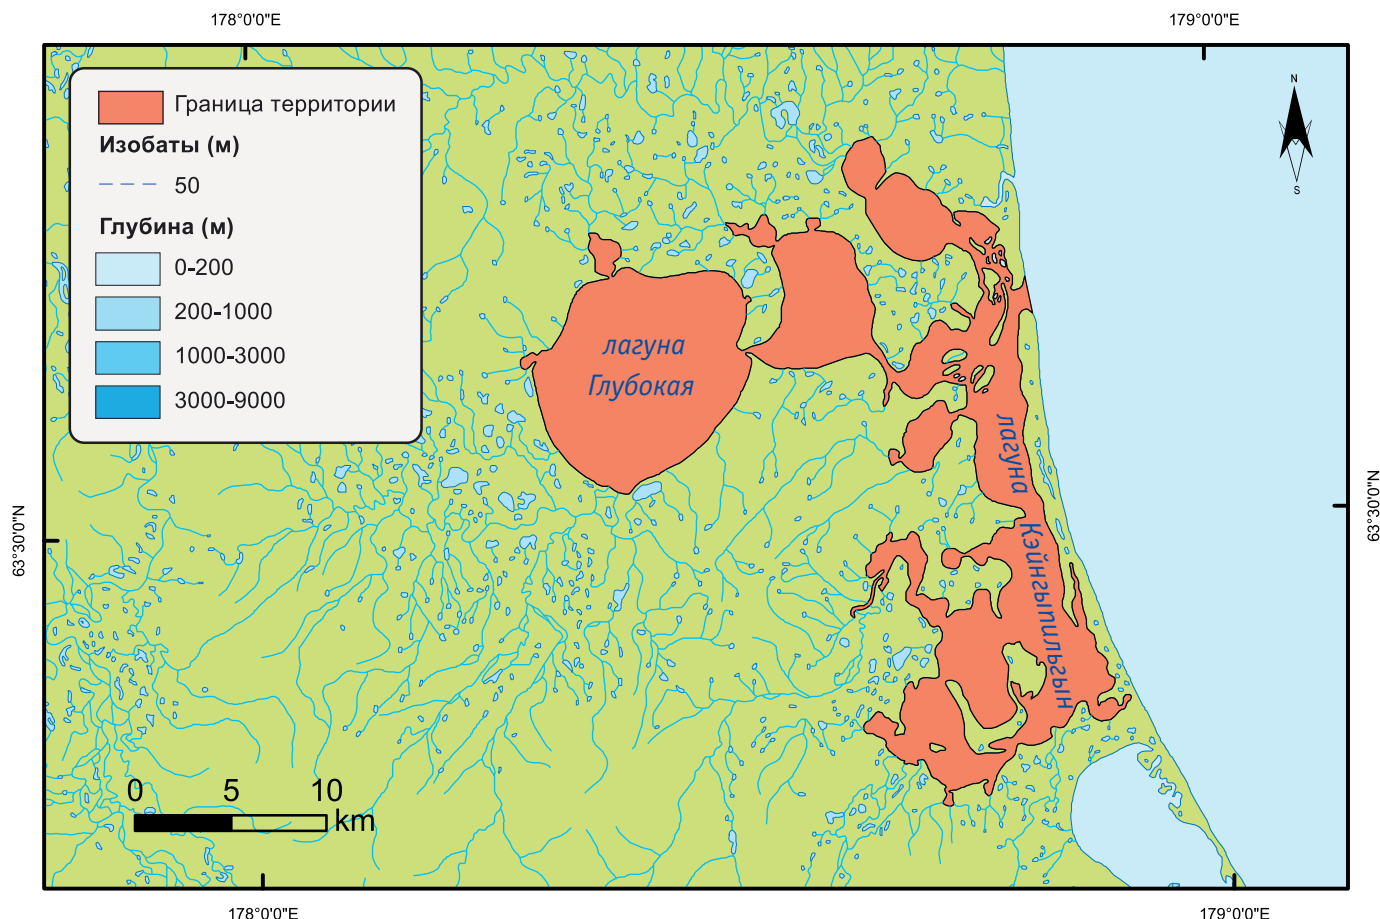 178°0'0"E
179°0'0"E
N
S
Граница территории
Изобаты (м)
50
Глубина (м)
0-200
200-1000
1000-3000
3000-9000
лагуна
Глубокая
лагуна Кэйнгыпильгын
63°30'0"N
63°30'0"N
0 5 10
km
178°0'0"E
179°0'0"E